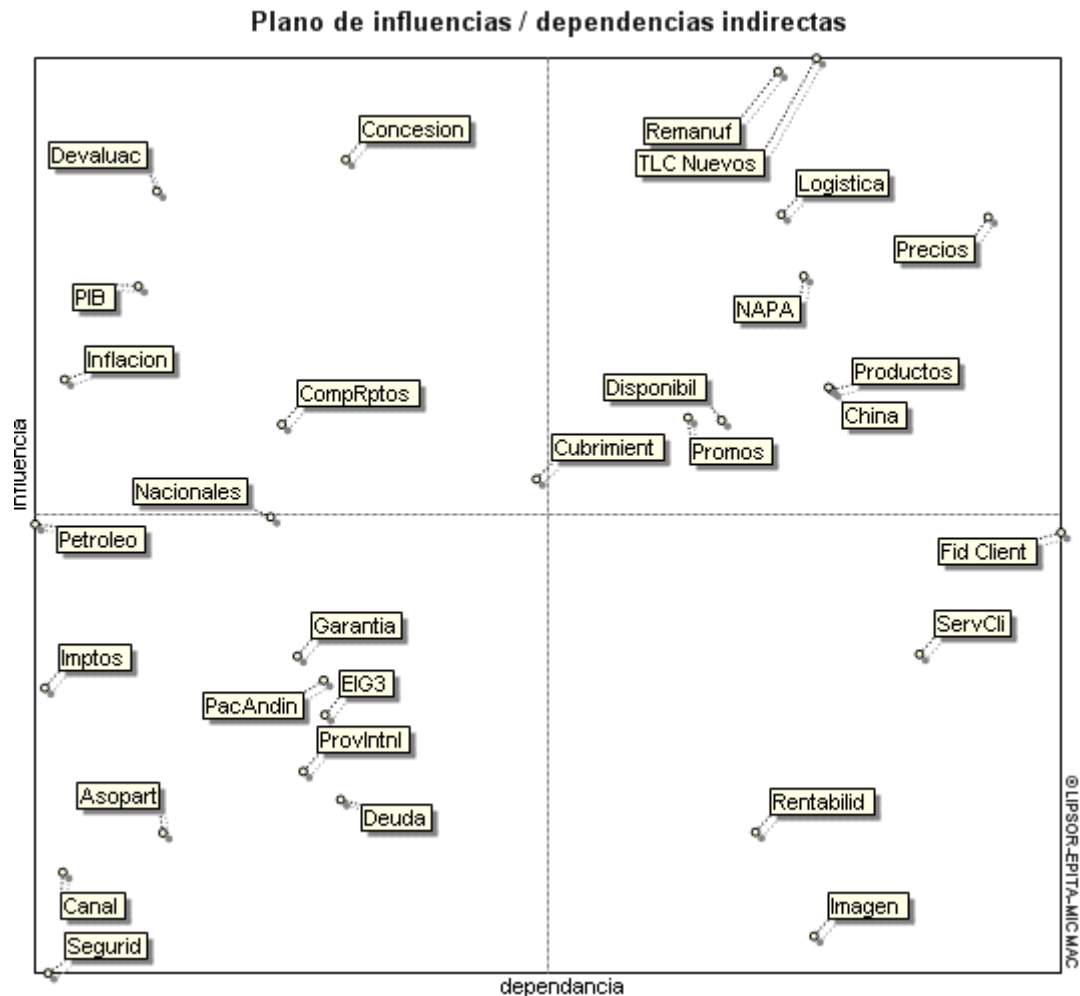 Plano de influencias / dependencias indirectas
Concesion
Remanuf
Devaluac
TLC Nuevos
Logistica
Precios
PIB
NAPA
Inflacion
Productos
Disponibil
CompRptos
China
Cubrimient
Promos
Nacionales
influencia
Petroleo
Fid Client
Garantia
ServCli
Imptos
EIG3
PacAndin
ProvIntnl
Asopart
Rentabilid
Deuda
Canal
Imagen
Segurid
dependancia
© LIPSOR-EPITA-MICMAC